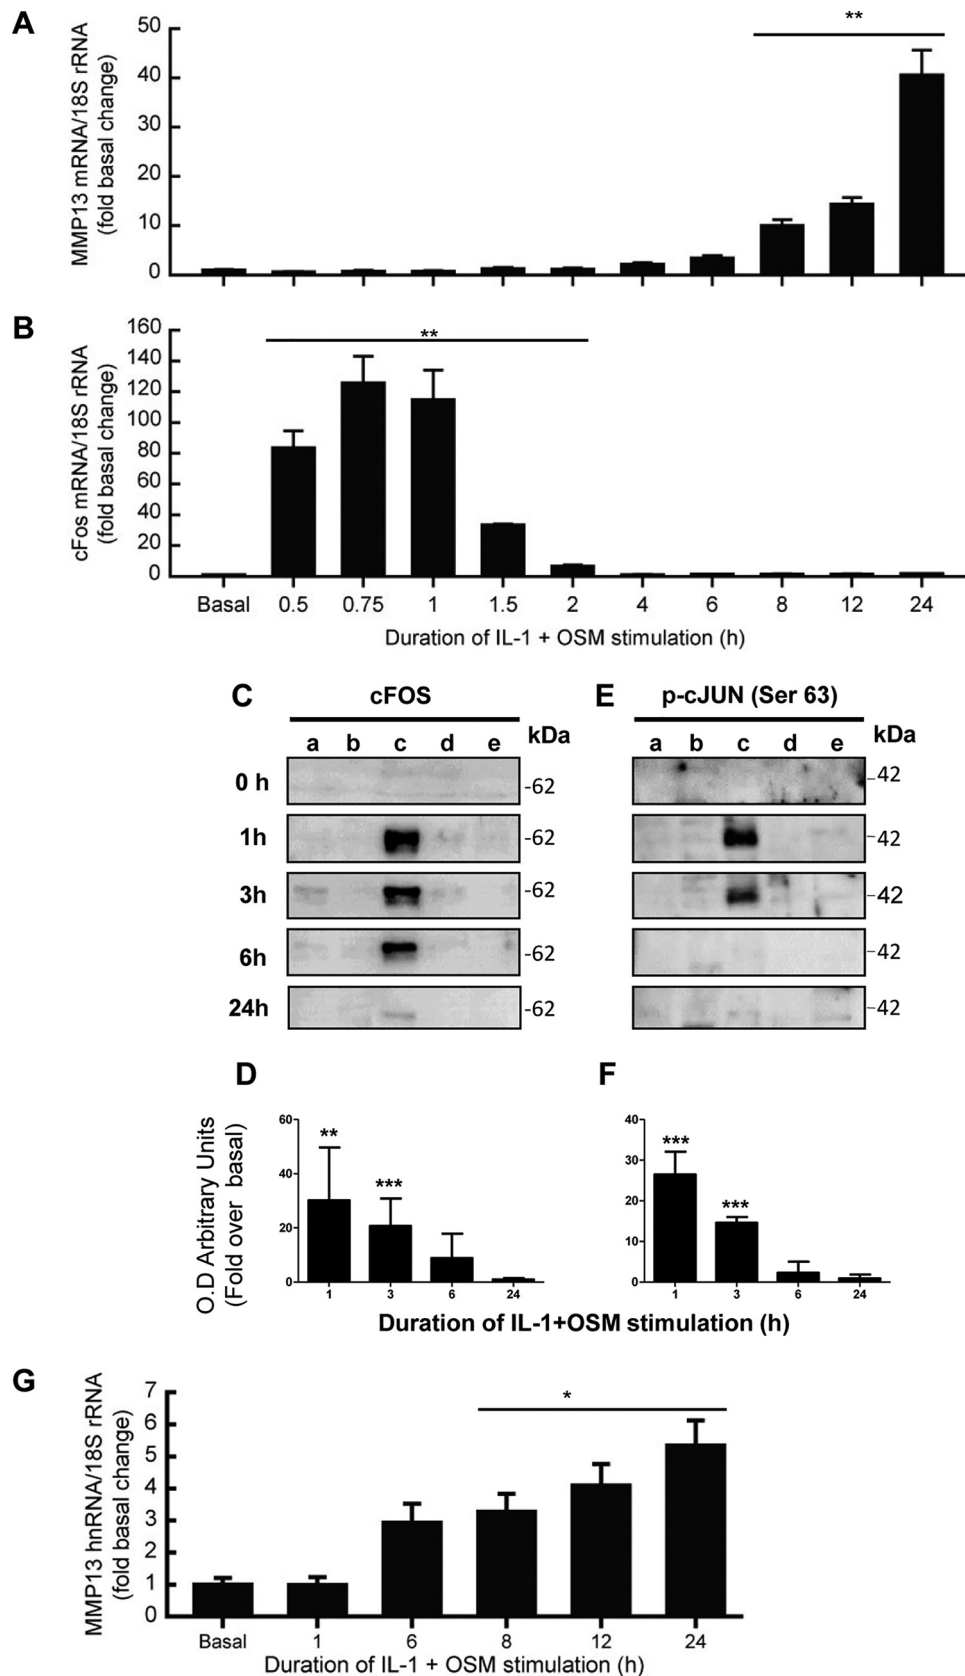 A
MMP13 mRNA/18S rRNA
(fold basal change)
50
40
30
20
10
0
**
B
cFos mRNA/18S rRNA
(fold basal change)
160
140
120
100
80
60
40
20
0
**
Basal 0.5 0.75 1 1.5 2 4 6 8 12 24
Duration of IL-1 + OSM stimulation (h)
C cFOS
a b c d e kDa
0 h -62
1h -62
3h -62
6h -62
24h -62
E p-cJUN (Ser 63)
a b c d e kDa
-42
-42
-42
-42
-42
D
O.D Arbitrary Units
(Fold over basal)
60
40
20
0
** ***
1 3 6 24
F
40
30
20
10
0
*** ***
1 3 6 24
Duration of IL-1+OSM stimulation (h)
G
MMP13 hnRNA/18S rRNA
(fold basal change)
7
6
5
4
3
2
1
0
*
Basal 1 6 8 12 24
Duration of IL-1 + OSM stimulation (h)